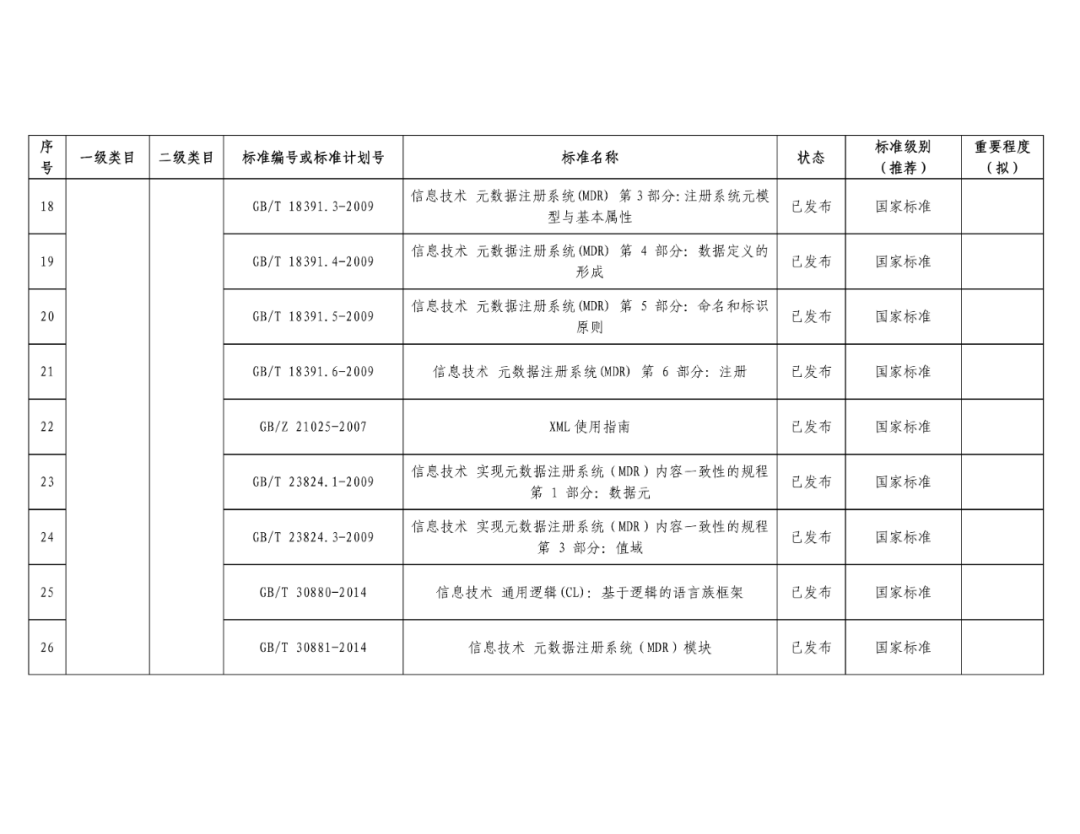 序号 一级类目 二级类目 标准编号或标准计划号 标准名称 状态 标准级别（推荐） 重要程度（拟）
18 GB/T 18391.3-2009 信息技术 元数据注册系统(MDR) 第 3 部分：注册系统元模
型与基本属性 已发布 国家标准
19 GB/T 18391.4-2009 信息技术 元数据注册系统(MDR) 第 4 部分：数据定义的
形成 已发布 国家标准
20 GB/T 18391.5-2009 信息技术 元数据注册系统(MDR) 第 5 部分：命名和标识
原则 已发布 国家标准
21 GB/T 18391.6-2009 信息技术 元数据注册系统(MDR) 第 6 部分：注册 已发布 国家标准
22 GB/Z 21025-2007 XML 使用指南 已发布 国家标准
23 GB/T 23824.1-2009 信息技术 实现元数据注册系统（MDR）内容一致性的规程
第 1 部分：数据元 已发布 国家标准
24 GB/T 23824.3-2009 信息技术 实现元数据注册系统（MDR）内容一致性的规程
第 3 部分：值域 已发布 国家标准
25 GB/T 30880-2014 信息技术 通用逻辑(CL)：基于逻辑的语言族框架 已发布 国家标准
26 GB/T 30881-2014 信息技术 元数据注册系统（MDR）模块 已发布 国家标准